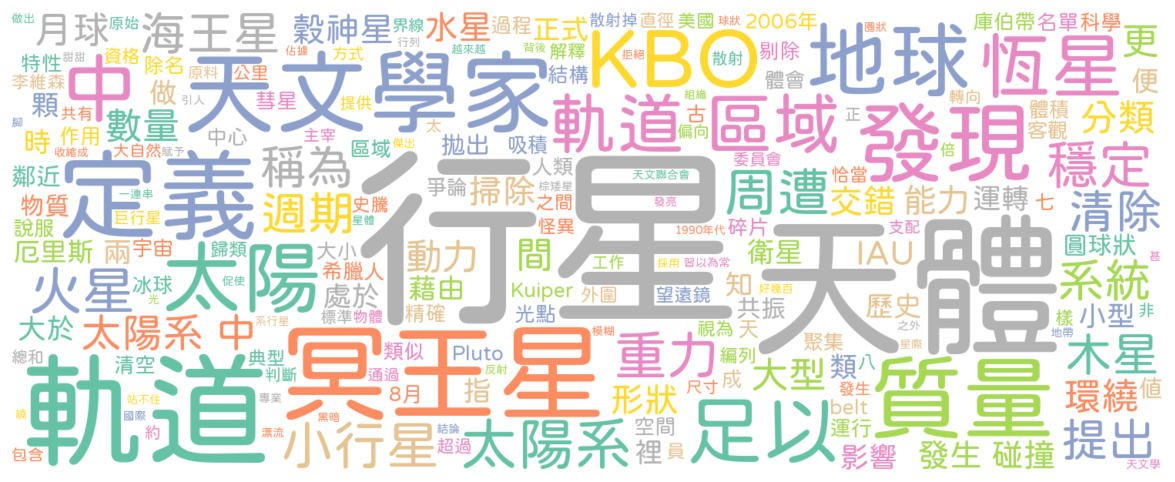 行星
天體
軌道
冥王星
定義
太陽
天文學家
地球
恆星
發現
質量
足以
KBO
軌道區域
中
火星
小行星
太陽系
太陽系 中
周遭
重力
穩定
海王星
月球
穀神星
水星
正式
過程
解釋
結構
散射掉
散射
界線
直徑
美國
球狀
圈狀
2006年
剔除
體會
庫伯帶
名單
科學
更
便
做出
原始
特性
甜甜
資格
佔據
方式
行列
越來越
背後
拒絕
李維森
除名
原料
公里
顆
做
彗星
共有
提供
引人
組織
轉向
體積
客觀
分類
時
作用
數量
中心
主宰
太
拋出
吸積
區域
古
偏向
正
倍
腳
收縮成
大自然
賦予
傑出
鄰近
稱為
爭論
掃除
人類
之間
棕矮星
天文聯合會
委員會
恰當
交錯
能力
運轉
七
清除
物質
一連串
巨行星
週期
史騰
星體
怪異
發亮
1990年代
碎片
支配
說服
厄里斯
兩
宇宙
歸類
大小
希臘人
動力
間
工作
衛星
採用
習以為常
IAU
圓球狀
甚
系統
冰球
光
促使
處於
藉由
Kuiper
外圍
望遠鏡
知
共振
歷史
樣
小型
非
大於
系行星
標準
物體
精確
光點
視為
天
聚集
之外
星際
地帶
木星
總和
清空
典型
判斷
類似
通過
Pluto
反射
模糊
編列
類
八
站不住
國際
專業
黑暗
8月
指
形狀
尺寸
成
大型
發生
值
環繞
繞
約
漂流
結論
超過
空間
裡
員
belt
運行
影響
發生 碰撞
提出
包含
天文學